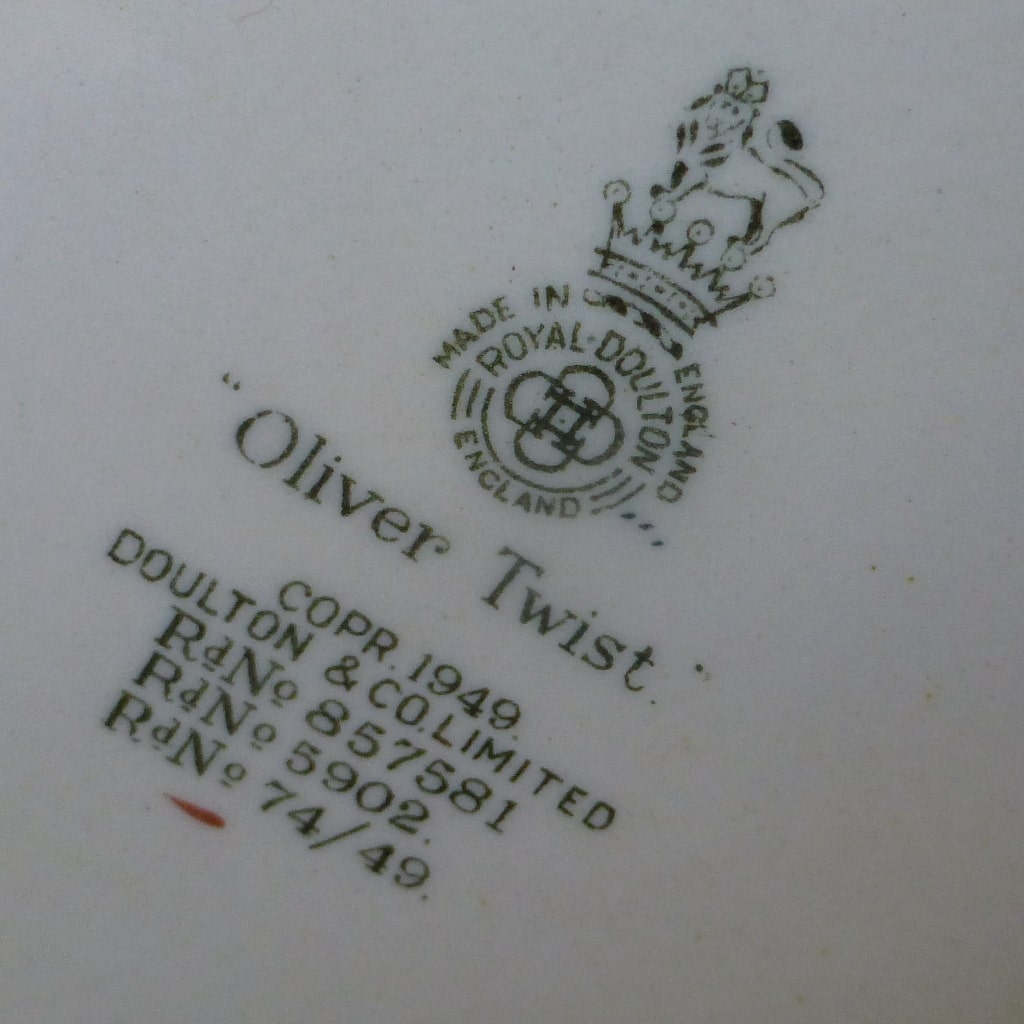 MADE IN ENGLAND
ROYAL·DOULTON
ENGLAND
"Oliver Twist.
COPR. 1949.
DOULTON & CO. LIMITED
RdNo 857581
RdNo 5902.
RdNo 74/49.